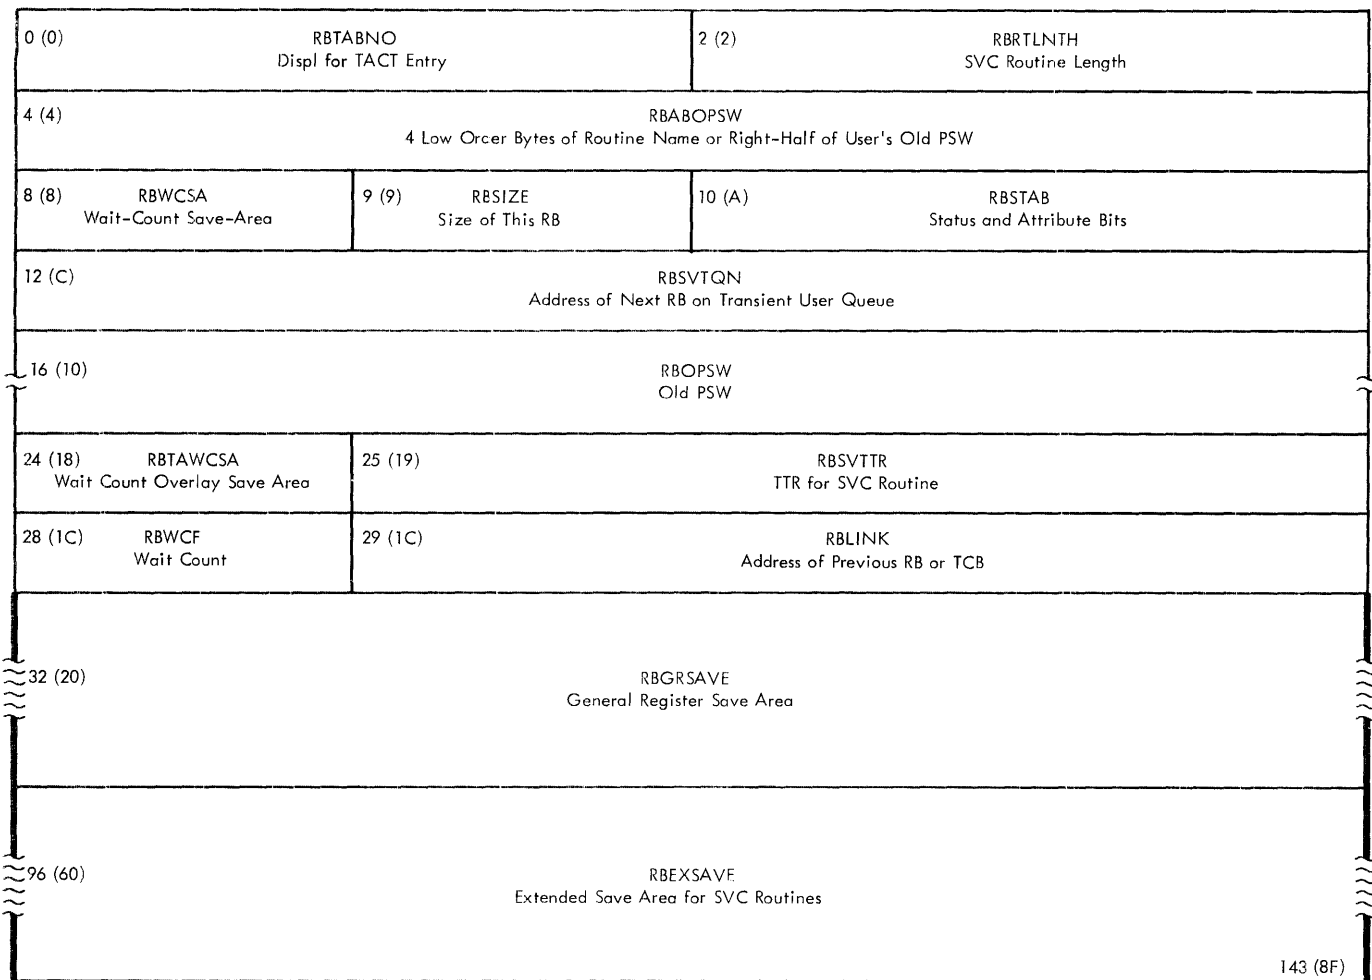 0 (0) RBTABNO 2 (2) RBRTLNTH
Displ for TACT Entry SVC Routine Length
4 (4) RBABOPSW
4 Low Orcer Bytes of Routine Name or Right-Half of User's Old PSW
8 (8) RBWCSA 9 (9) RBSIZE 10 (A) RBSTAB
Wait-Count Save-Area Size of This RB Status and Attribute Bits
12 (C) RBSVTQN
Address of Next RB on Transient User Queue
16 (10) RBOPSW
Old PSW
24 (18) RBTAWCSA 25 (19) RBSVTTR
Wait Count Overlay Save Area TTR for SVC Routine
28 (1C) RBWCF 29 (1C) RBLINK
Wait Count Address of Previous RB or TCB
32 (20) RBGRSAVE
General Register Save Area
96 (60) RBEXSAVE
Extended Save Area for SVC Routines
143 (8F)